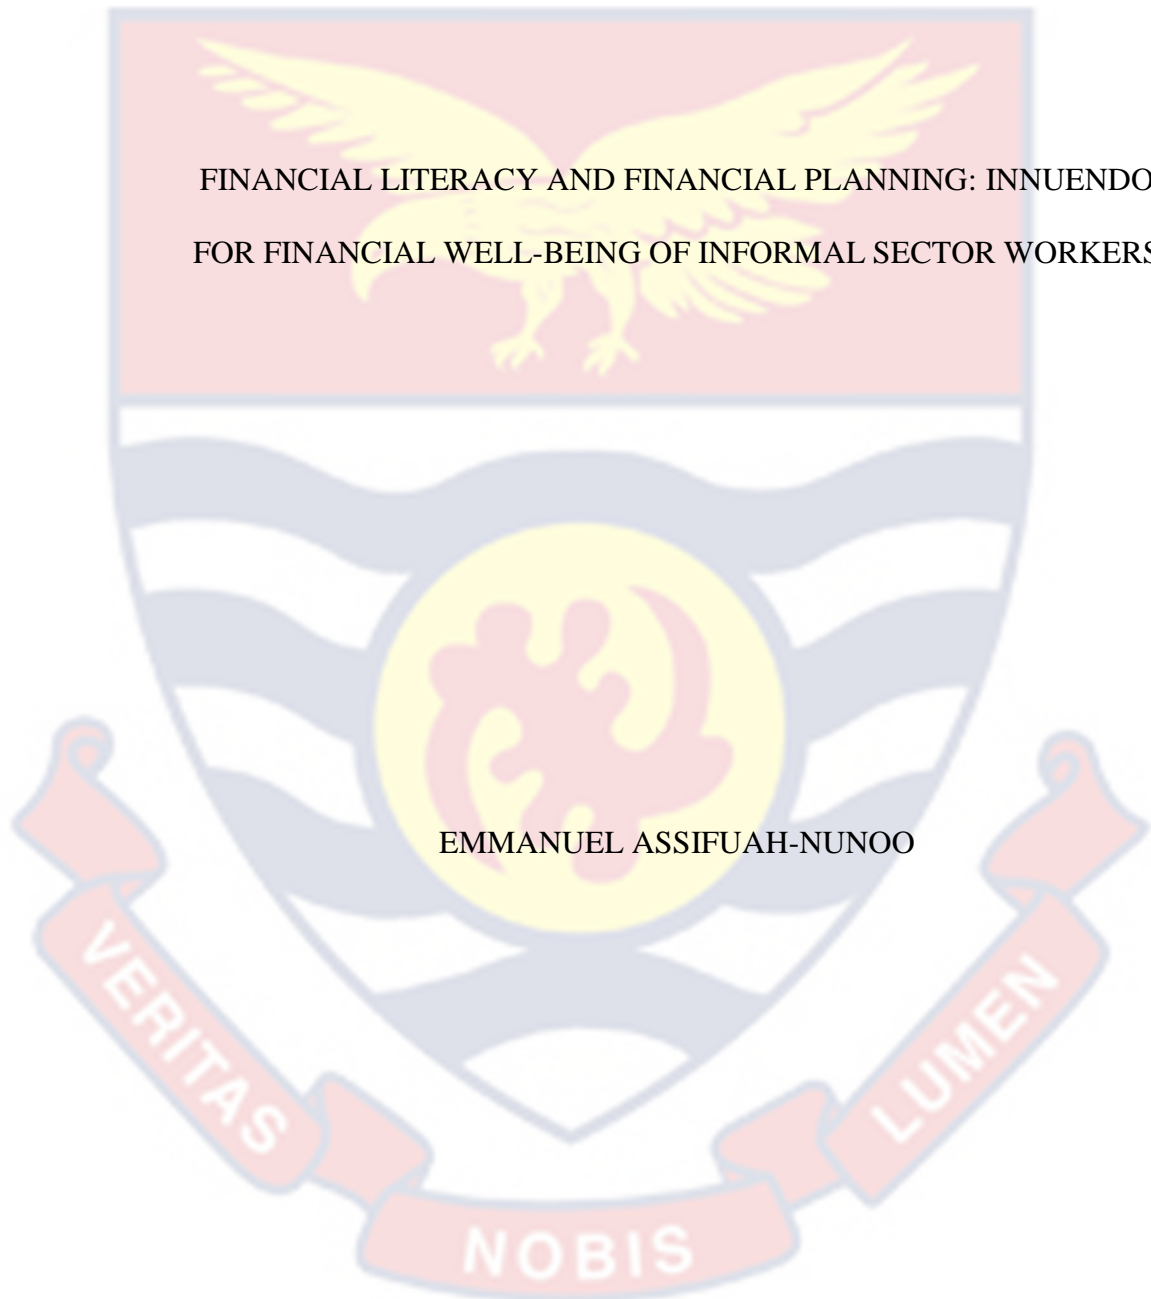 FINANCIAL LITERACY AND FINANCIAL PLANNING: INNUENDO
FOR FINANCIAL WELL-BEING OF INFORMAL SECTOR WORKERS
EMMANUEL ASSIFUAH-NUNOO
VERITAS
NOBIS
LUMEN